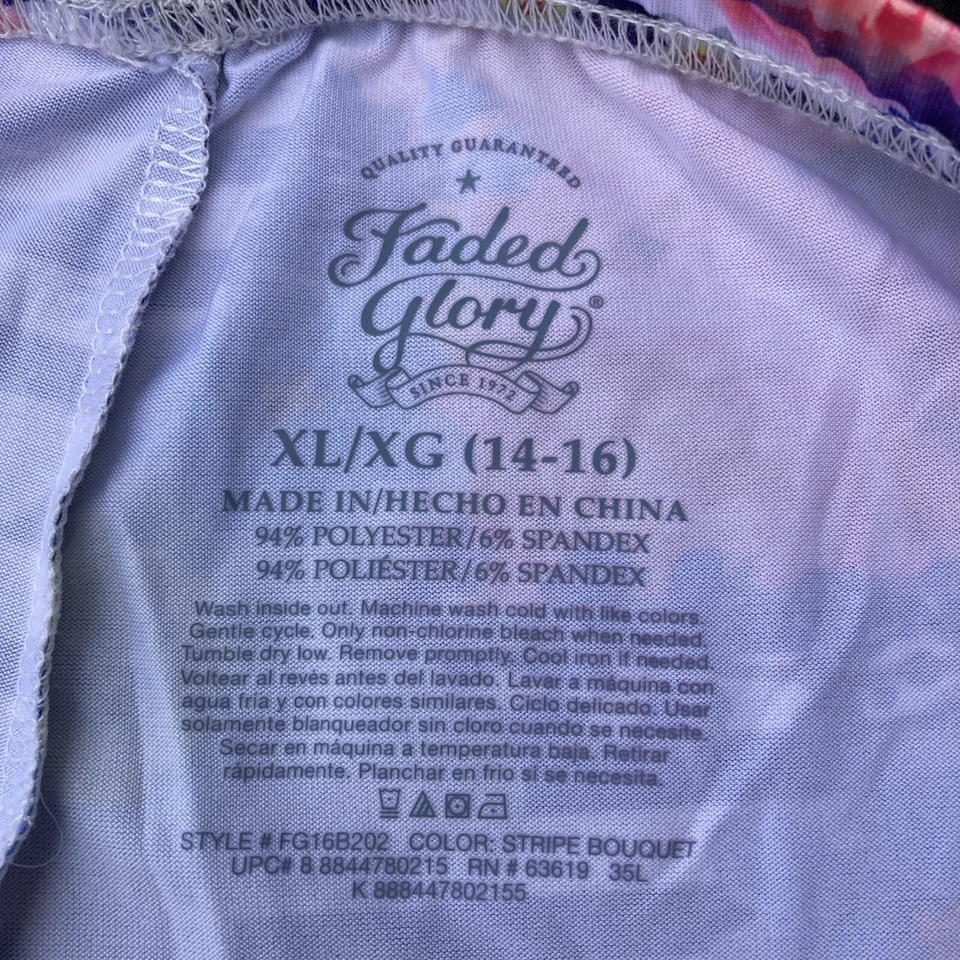 QUALITY GUARANTEED
Faded
Glory®
SINCE 1972
XL/XG (14-16)
MADE IN/HECHO EN CHINA
94% POLYESTER/6% SPANDEX
94% POLIÉSTER/6% SPANDEX
Wash inside out. Machine wash cold with like colors.
Gentle cycle. Only non-chlorine bleach when needed.
Tumble dry low. Remove promptly. Cool iron if needed.
Voltear al revés antes del lavado. Lavar a máquina con
agua fría y con colores similares. Ciclo delicado. Usar
solamente blanqueador sin cloro cuando se necesite.
Secar en máquina a temperatura baja. Retirar
rápidamente. Planchar en frio si se necesita.
STYLE # FG16B202 COLOR: STRIPE BOUQUET
UPC# 8 8844780215 RN # 63619 35L
K 888447802155